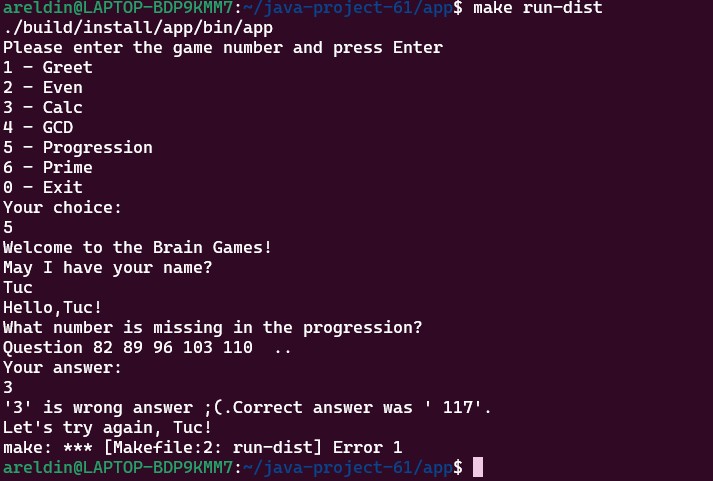 areldin@LAPTOP-BDP9KMM7:~/java-project-61/app$ make run-dist
./build/install/app/bin/app
Please enter the game number and press Enter
1 - Greet
2 - Even
3 - Calc
4 - GCD
5 - Progression
6 - Prime
0 - Exit
Your choice:
5
Welcome to the Brain Games!
May I have your name?
Tuc
Hello,Tuc!
What number is missing in the progression?
Question 82 89 96 103 110  ..
Your answer:
3
'3' is wrong answer ;(.Correct answer was ' 117'.
Let's try again, Tuc!
make: *** [Makefile:2: run-dist] Error 1
areldin@LAPTOP-BDP9KMM7:~/java-project-61/app$